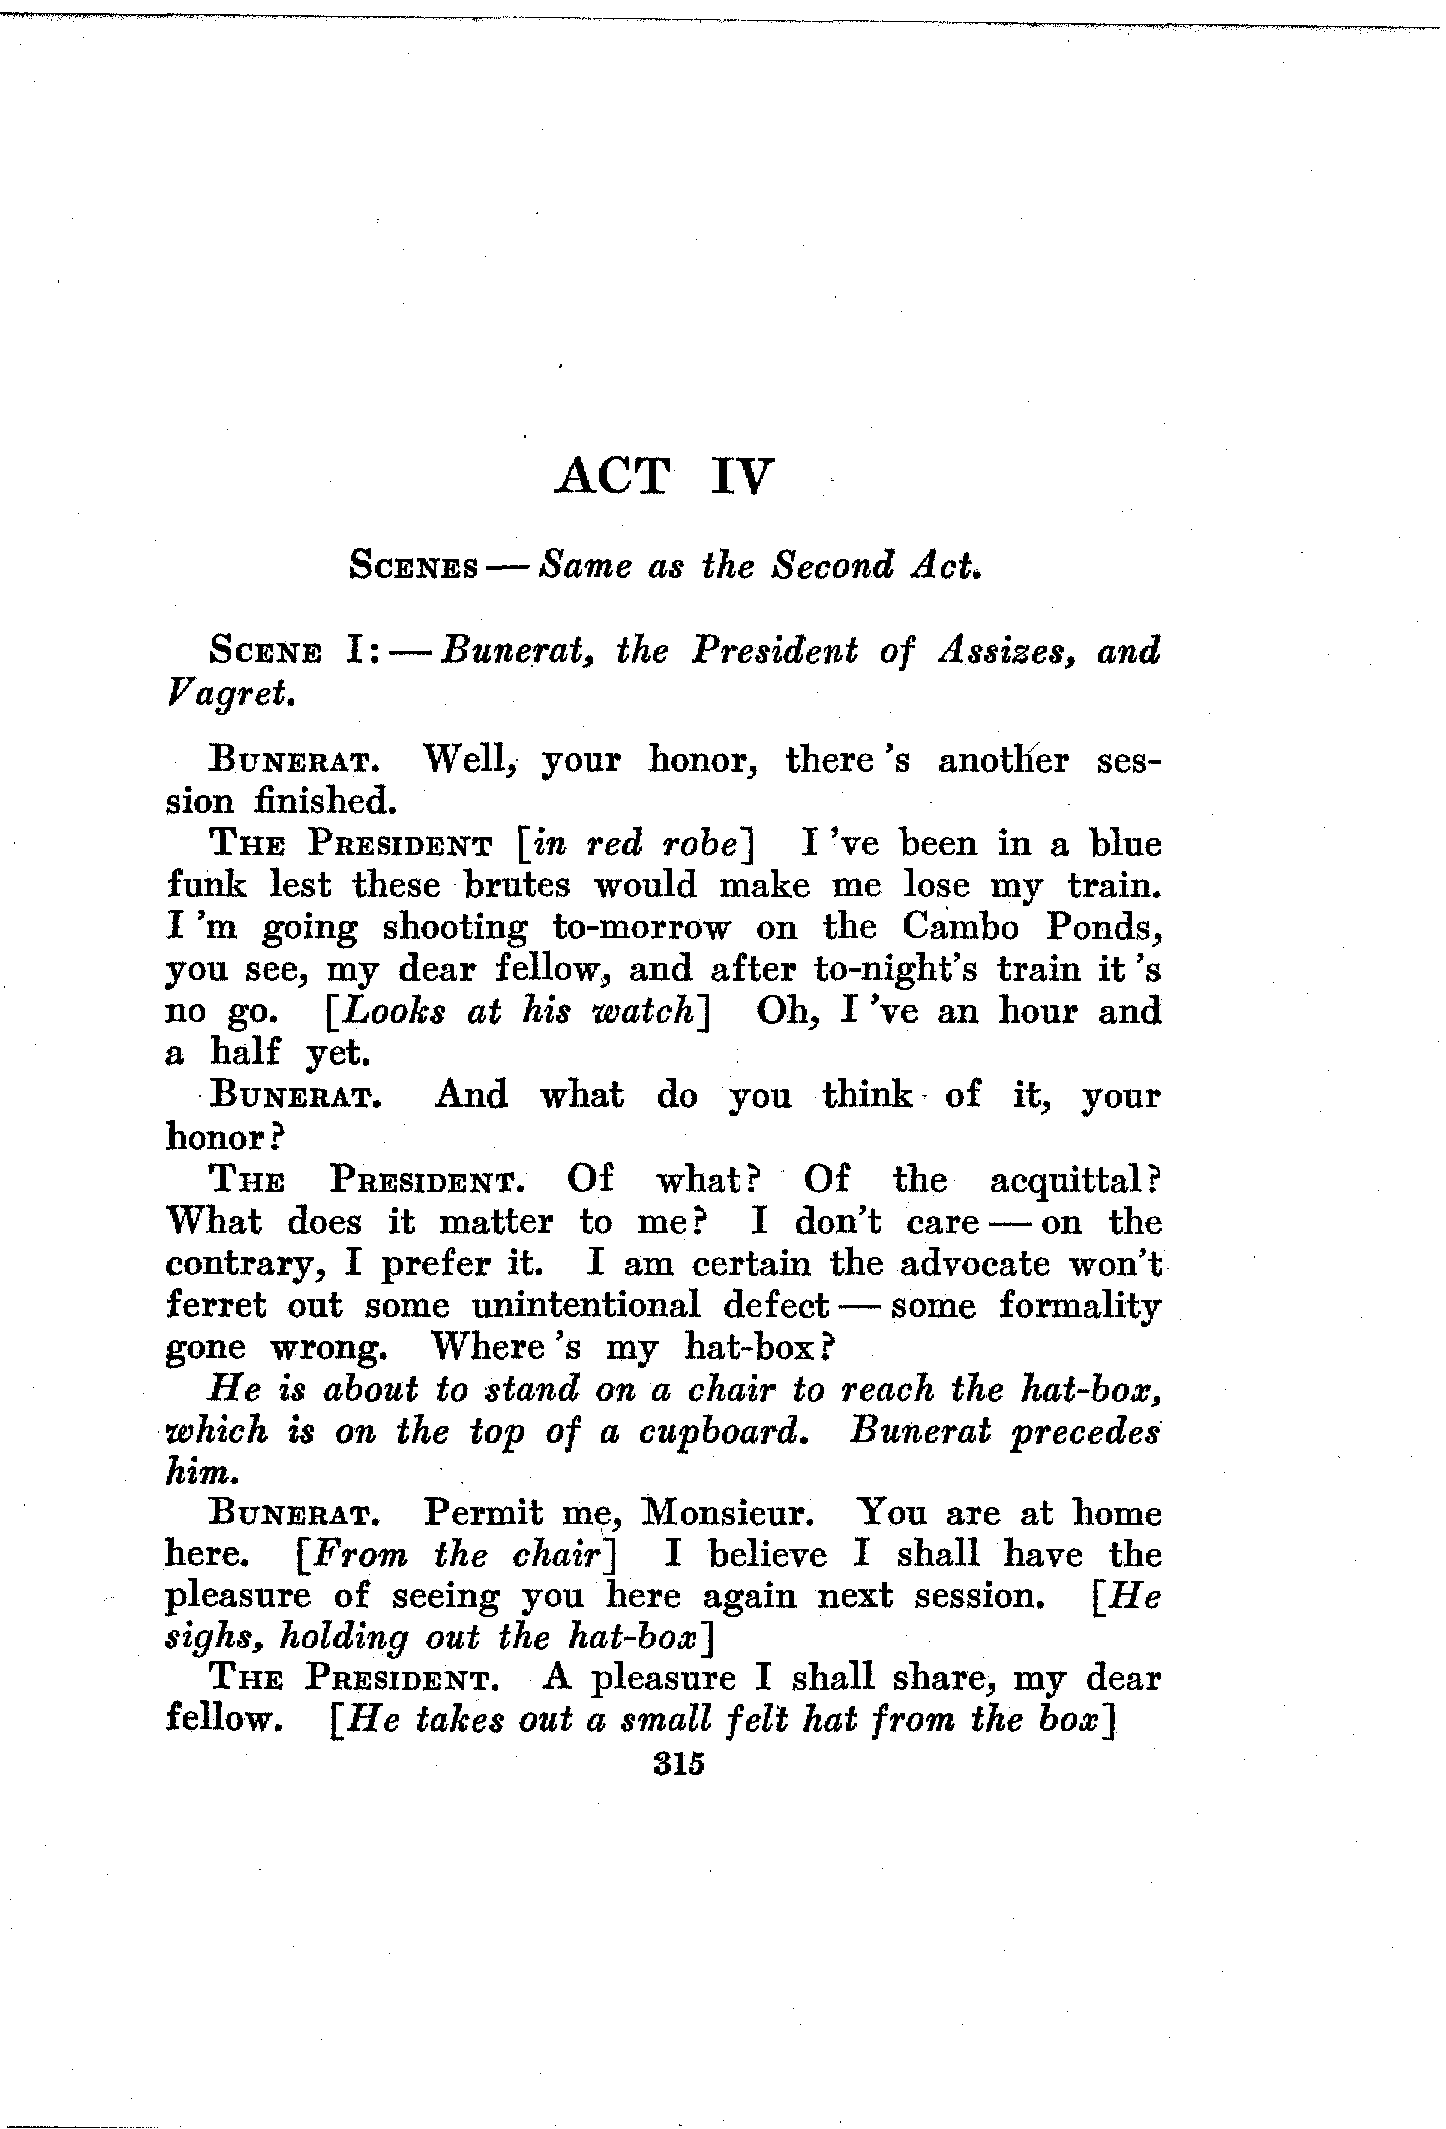 ACT IV
SCENES — Same as the Second Act.
SCENE I: — Bunerat, the President of Assizes, and
Vagret.
BUNERAT. Well, your honor, there 's another ses-
sion finished.
THE PRESIDENT [in red robe] I 've been in a blue
funk lest these brutes would make me lose my train.
I 'm going shooting to-morrow on the Cambo Ponds,
you see, my dear fellow, and after to-night's train it 's
no go. [Looks at his watch] Oh, I 've an hour and
a half yet.
BUNERAT. And what do you think of it, your
honor?
THE PRESIDENT. Of what? Of the acquittal?
What does it matter to me? I don't care — on the
contrary, I prefer it. I am certain the advocate won't
ferret out some unintentional defect — some formality
gone wrong. Where 's my hat-box?
He is about to stand on a chair to reach the hat-box,
which is on the top of a cupboard. Bunerat precedes
him.
BUNERAT. Permit me, Monsieur. You are at home
here. [From the chair] I believe I shall have the
pleasure of seeing you here again next session. [He
sighs, holding out the hat-box]
THE PRESIDENT. A pleasure I shall share, my dear
fellow. [He takes out a small felt hat from the box]
315